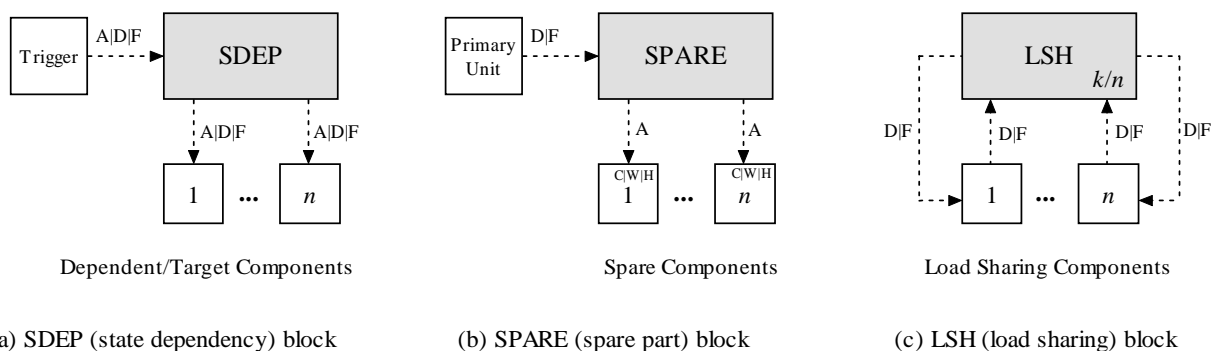 Trigger
A|D|F
SDEP
A|D|F
A|D|F
1
...
n
Dependent/Target Components
a) SDEP (state dependency) block
Primary
Unit
D|F
SPARE
A
A
C|W|H
1
...
C|W|H
n
Spare Components
(b) SPARE (spare part) block
LSH
k/n
D|F
D|F
D|F
D|F
1
...
n
Load Sharing Components
(c) LSH (load sharing) block